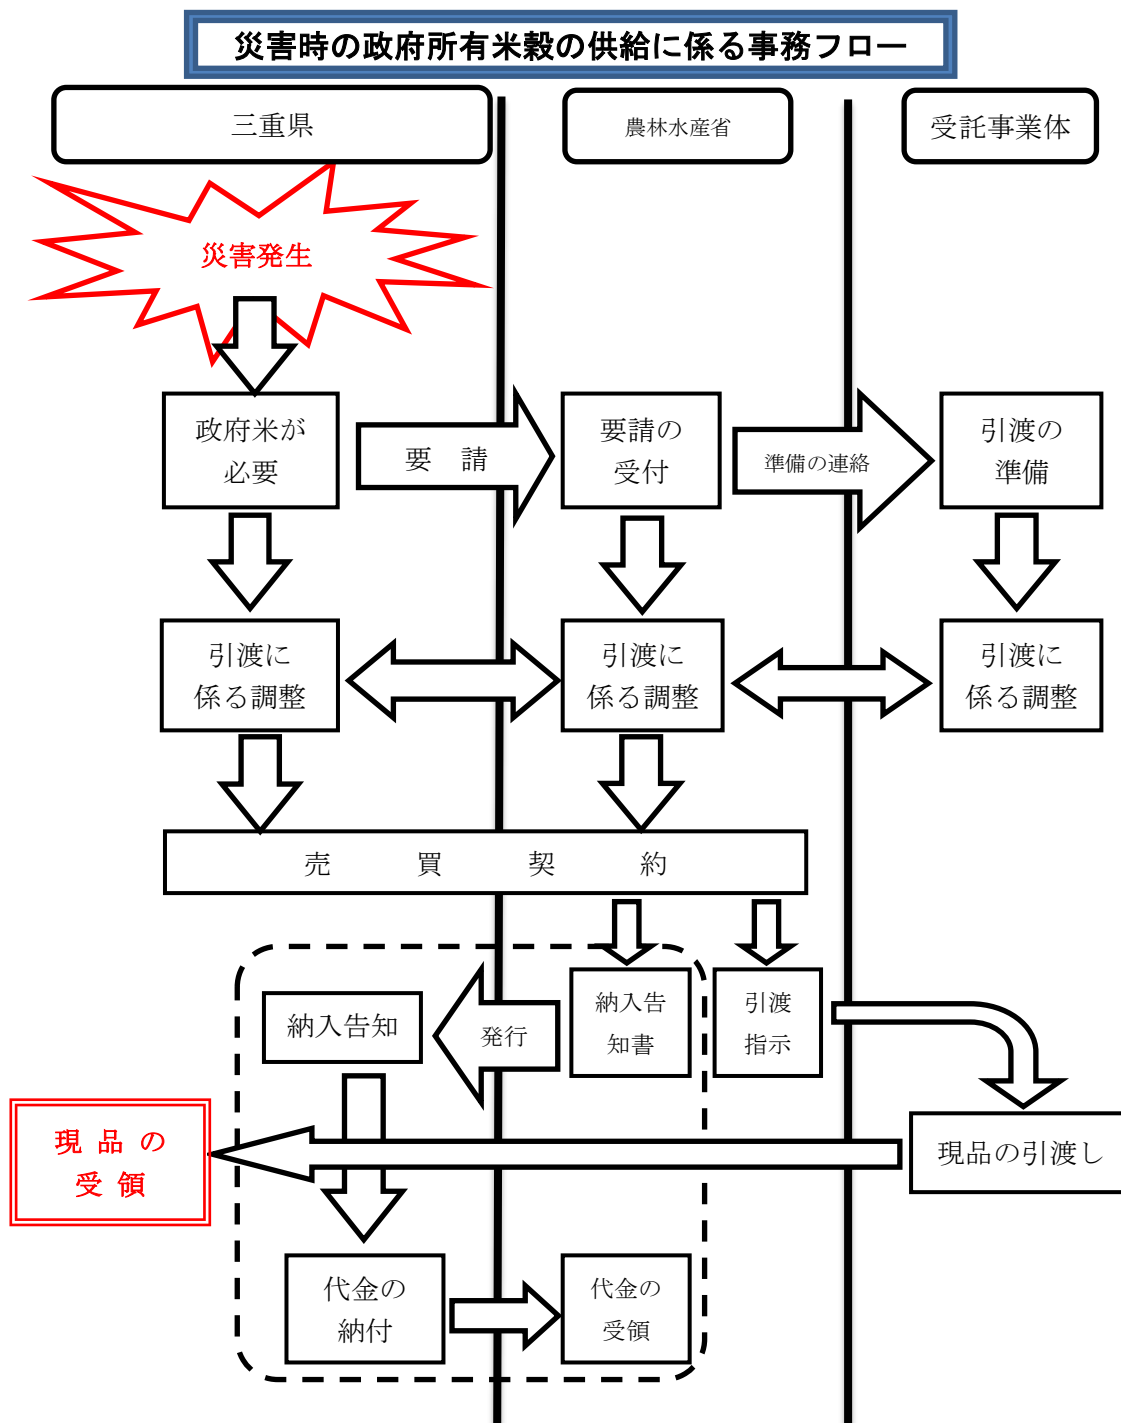 災害時の政府所有米穀の供給に係る事務フロー
三重県
農林水産省
受託事業体
災害発生
政府米が
必要
要 請
要請の
受付
準備の連絡
引渡の
準備
引渡に
係る調整
引渡に
係る調整
引渡に
係る調整
売 買 契 約
納入告知
発行
納入告
知書
引渡
指示
現 品 の
受 領
現品の引渡し
代金の
納付
代金の
受領